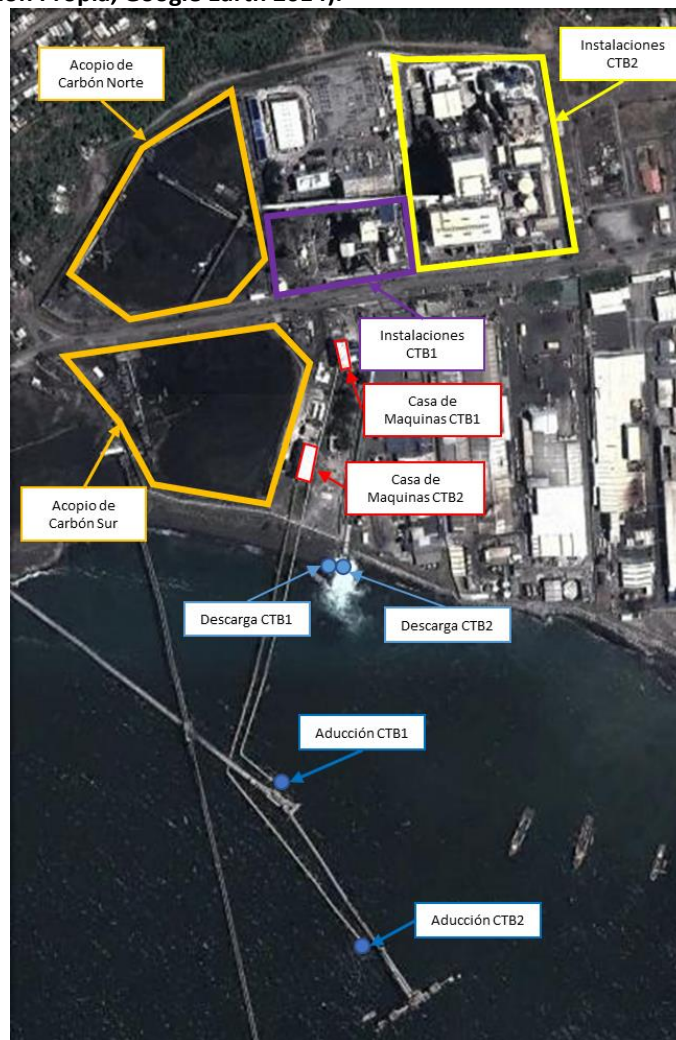 Propia, Google Earth 2014).
Acopio de
Carbón Norte
Instalaciones
CTB2
Instalaciones
CTB1
Casa de
Maquinas CTB1
Casa de
Maquinas CTB2
Acopio de
Carbón Sur
Descarga CTB1
Descarga CTB2
Aducción CTB1
Aducción CTB2